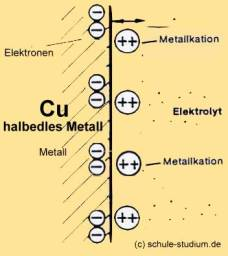 Elektronen
Metallkation
Cu
halbedles Metall
Elektrolyt
Metall
Metallkation
(c) schule-studium.de